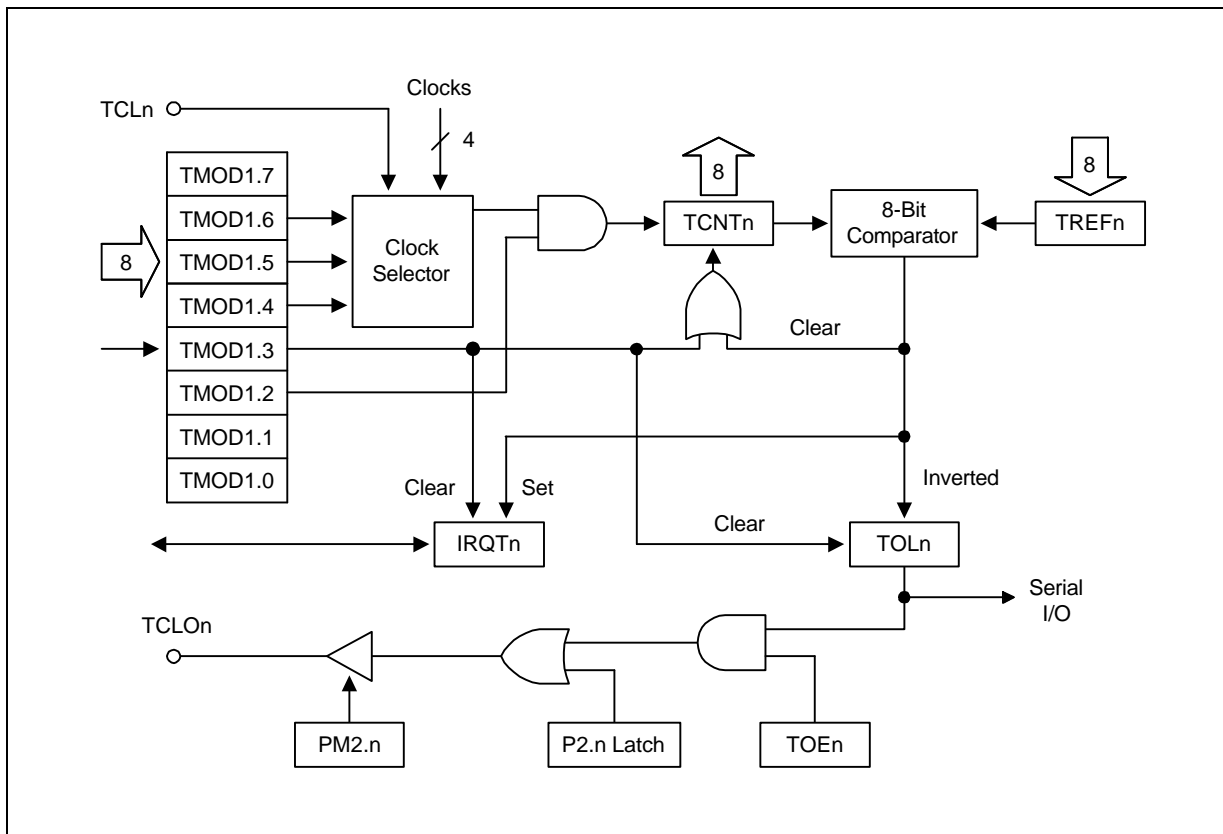 Clocks
TCLn
4
TMOD1.7
TMOD1.6
TMOD1.5
TMOD1.4
TMOD1.3
TMOD1.2
TMOD1.1
TMOD1.0
8
Clock
Selector
8
TCNTn
8-Bit
Comparator
8
TREFn
Clear
Clear
Set
Inverted
IRQTn
Clear
TOLn
Serial
I/O
TCLOn
PM2.n
P2.n Latch
TOEn